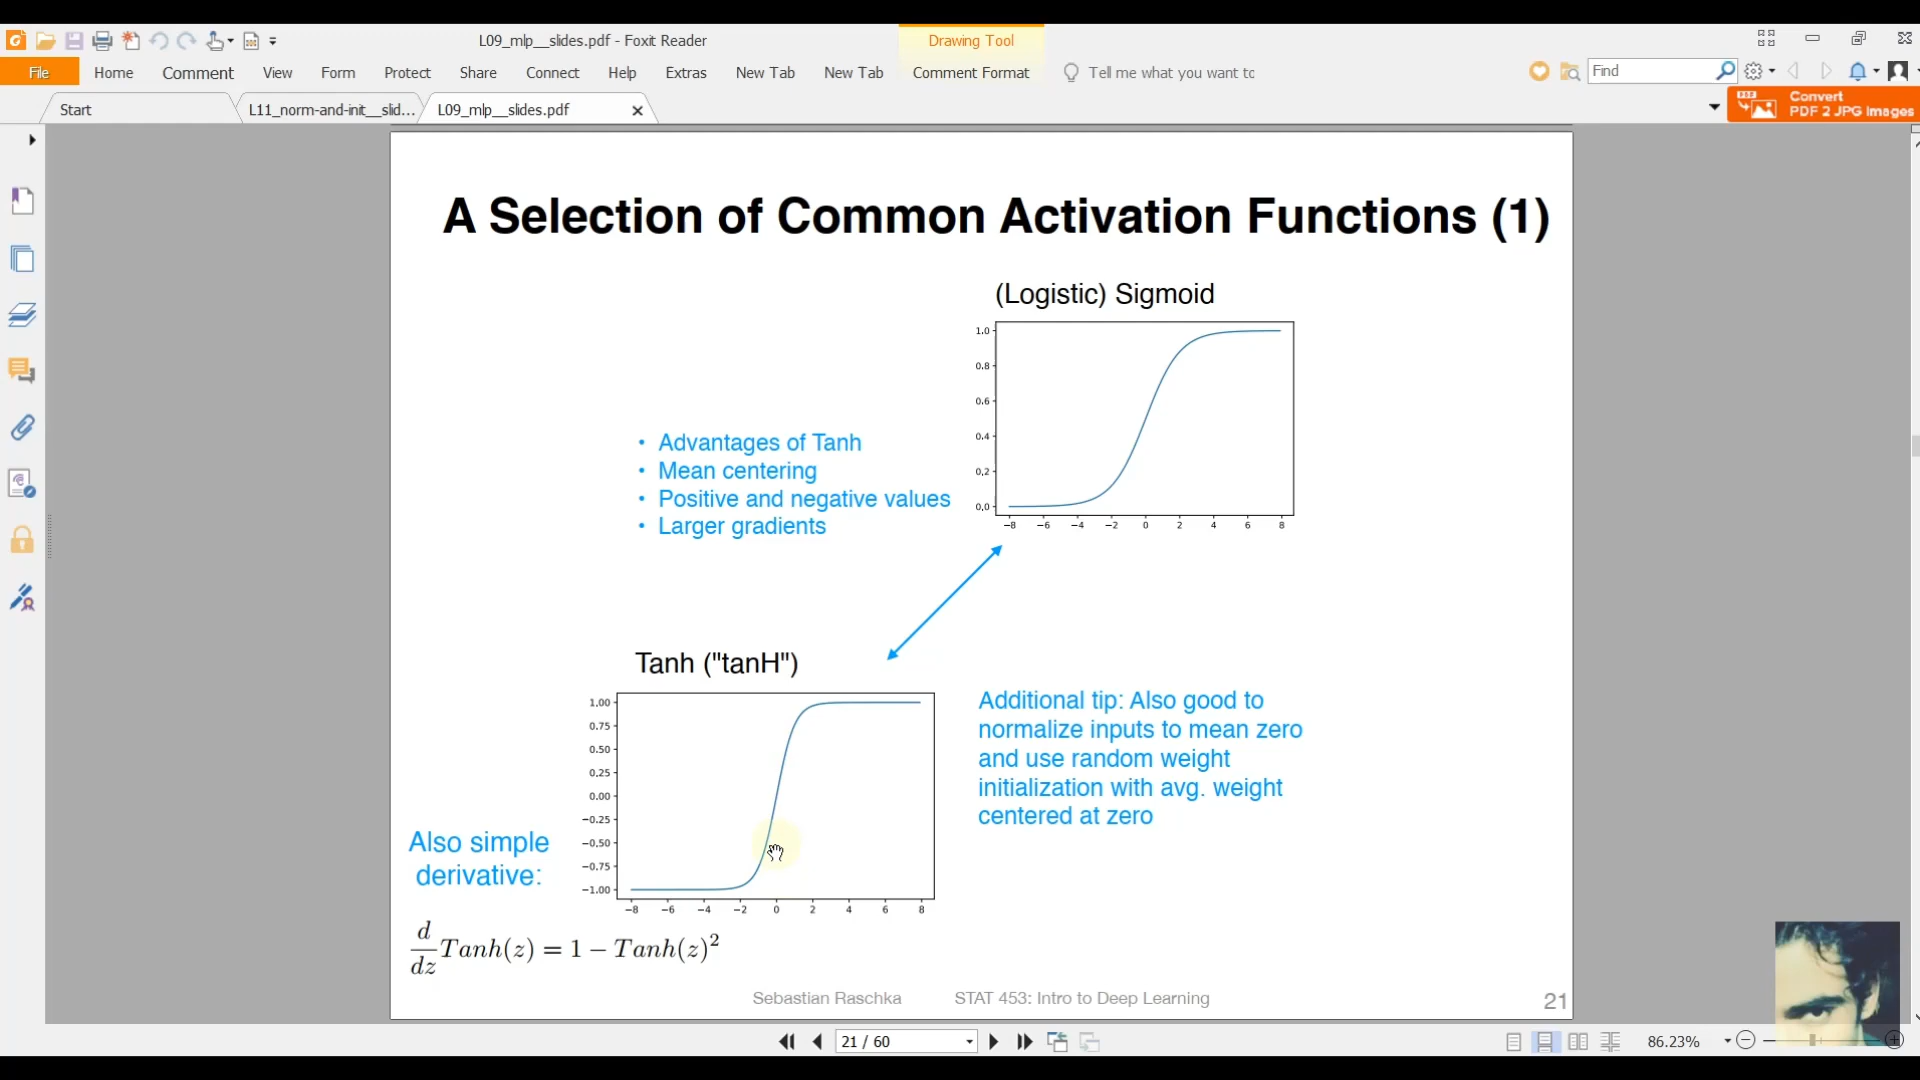 L09_mlp__slides.pdf - Foxit Reader
Drawing Tool
File Home Comment View Form Protect Share Connect Help Extras New Tab New Tab Comment Format Tell me what you want to Find
Start L11_norm-and-init__slid... L09_mlp__slides.pdf
Convert
PDF 2 JPG Images
A Selection of Common Activation Functions (1)
(Logistic) Sigmoid
1.0
0.8
0.6
0.4
0.2
0.0
−8 −6 −4 −2 0 2 4 6 8
• Advantages of Tanh
• Mean centering
• Positive and negative values
• Larger gradients
Tanh ("tanH")
1.00
0.75
0.50
0.25
0.00
−0.25
−0.50
−0.75
−1.00
−8 −6 −4 −2 0 2 4 6 8
Additional tip: Also good to
normalize inputs to mean zero
and use random weight
initialization with avg. weight
centered at zero
Also simple
derivative:
d/dz Tanh(z) = 1 − Tanh(z)²
Sebastian Raschka STAT 453: Intro to Deep Learning 21
21 / 60 86.23%